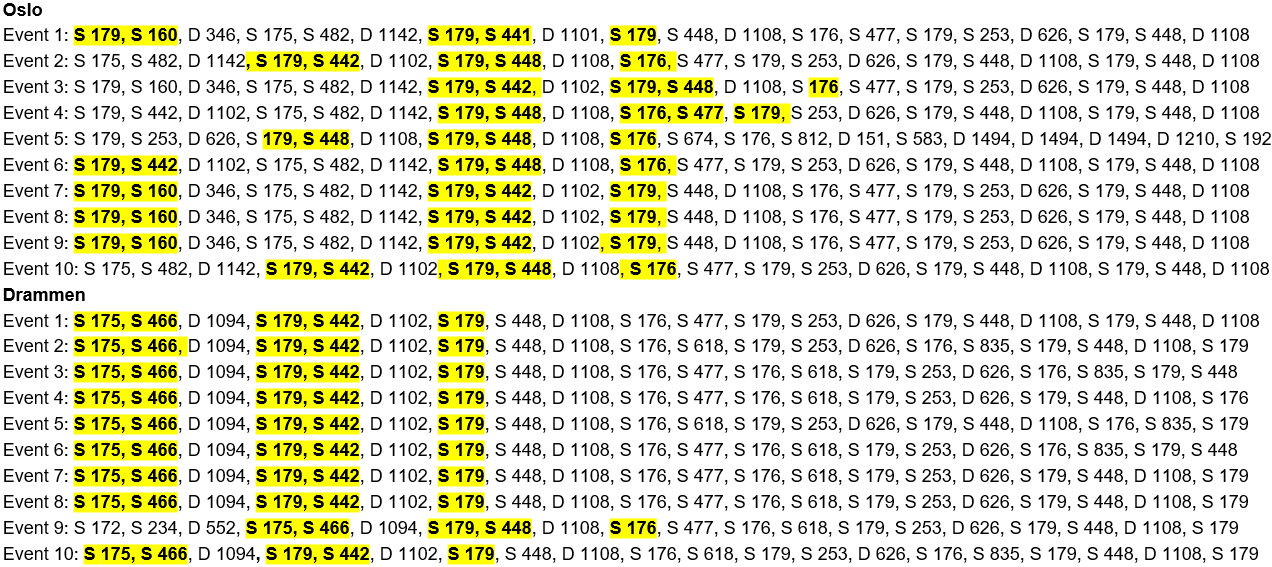 Oslo
Event 1: S 179, S 160, D 346, S 175, S 482, D 1142, S 179, S 441, D 1101, S 179, S 448, D 1108, S 176, S 477, S 179, S 253, D 626, S 179, S 448, D 1108
Event 2: S 175, S 482, D 1142, S 179, S 442, D 1102, S 179, S 448, D 1108, S 176, S 477, S 179, S 253, D 626, S 179, S 448, D 1108, S 179, S 448, D 1108
Event 3: S 179, S 160, D 346, S 175, S 482, D 1142, S 179, S 442, D 1102, S 179, S 448, D 1108, S 176, S 477, S 179, S 253, D 626, S 179, S 448, D 1108
Event 4: S 179, S 442, D 1102, S 175, S 482, D 1142, S 179, S 448, D 1108, S 176, S 477, S 179, S 253, D 626, S 179, S 448, D 1108, S 179, S 448, D 1108
Event 5: S 179, S 253, D 626, S 179, S 448, D 1108, S 179, S 448, D 1108, S 176, S 674, S 176, S 812, D 151, S 583, D 1494, D 1494, D 1494, D 1210, S 192
Event 6: S 179, S 442, D 1102, S 175, S 482, D 1142, S 179, S 448, D 1108, S 176, S 477, S 179, S 253, D 626, S 179, S 448, D 1108, S 179, S 448, D 1108
Event 7: S 179, S 160, D 346, S 175, S 482, D 1142, S 179, S 442, D 1102, S 179, S 448, D 1108, S 176, S 477, S 179, S 253, D 626, S 179, S 448, D 1108
Event 8: S 179, S 160, D 346, S 175, S 482, D 1142, S 179, S 442, D 1102, S 179, S 448, D 1108, S 176, S 477, S 179, S 253, D 626, S 179, S 448, D 1108
Event 9: S 179, S 160, D 346, S 175, S 482, D 1142, S 179, S 442, D 1102, S 179, S 448, D 1108, S 176, S 477, S 179, S 253, D 626, S 179, S 448, D 1108
Event 10: S 175, S 482, D 1142, S 179, S 442, D 1102, S 179, S 448, D 1108, S 176, S 477, S 179, S 253, D 626, S 179, S 448, D 1108, S 179, S 448, D 1108
Drammen
Event 1: S 175, S 466, D 1094, S 179, S 442, D 1102, S 179, S 448, D 1108, S 176, S 477, S 179, S 253, D 626, S 179, S 448, D 1108, S 179, S 448, D 1108
Event 2: S 175, S 466, D 1094, S 179, S 442, D 1102, S 179, S 448, D 1108, S 176, S 618, S 179, S 253, D 626, S 176, S 835, S 179, S 448, D 1108, S 179
Event 3: S 175, S 466, D 1094, S 179, S 442, D 1102, S 179, S 448, D 1108, S 176, S 477, S 176, S 618, S 179, S 253, D 626, S 176, S 835, S 179, S 448
Event 4: S 175, S 466, D 1094, S 179, S 442, D 1102, S 179, S 448, D 1108, S 176, S 477, S 176, S 618, S 179, S 253, D 626, S 179, S 448, D 1108, S 176
Event 5: S 175, S 466, D 1094, S 179, S 442, D 1102, S 179, S 448, D 1108, S 176, S 618, S 179, S 253, D 626, S 179, S 448, D 1108, S 176, S 835, S 179
Event 6: S 175, S 466, D 1094, S 179, S 442, D 1102, S 179, S 448, D 1108, S 176, S 477, S 176, S 618, S 179, S 253, D 626, S 176, S 835, S 179, S 448
Event 7: S 175, S 466, D 1094, S 179, S 442, D 1102, S 179, S 448, D 1108, S 176, S 477, S 176, S 618, S 179, S 253, D 626, S 179, S 448, D 1108, S 179
Event 8: S 175, S 466, D 1094, S 179, S 442, D 1102, S 179, S 448, D 1108, S 176, S 477, S 176, S 618, S 179, S 253, D 626, S 179, S 448, D 1108, S 179
Event 9: S 172, S 234, D 552, S 175, S 466, D 1094, S 179, S 448, D 1108, S 176, S 477, S 176, S 618, S 179, S 253, D 626, S 179, S 448, D 1108, S 179
Event 10: S 175, S 466, D 1094, S 179, S 442, D 1102, S 179, S 448, D 1108, S 176, S 618, S 179, S 253, D 626, S 176, S 835, S 179, S 448, D 1108, S 179